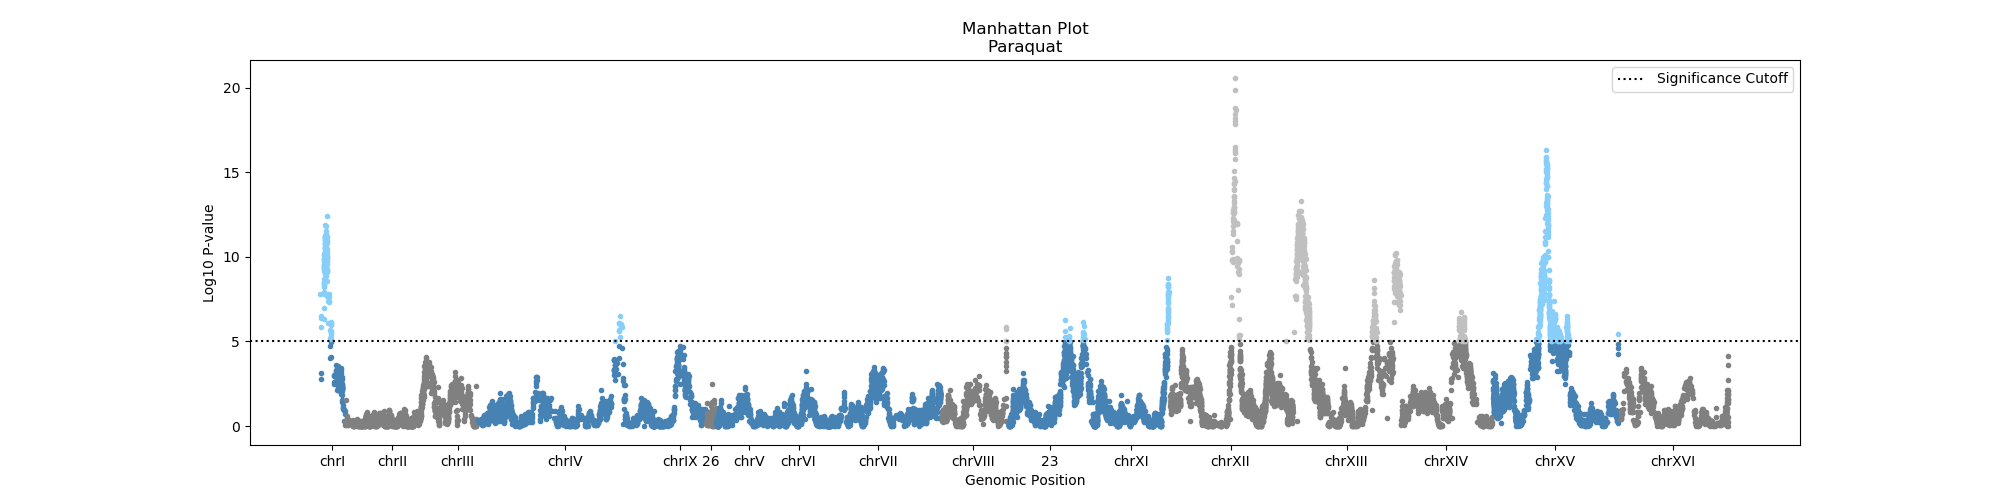 Manhattan Plot
Paraquat
Significance Cutoff
Log10 P-value
20
15
10
5
0
chrI chrII chrIII chrIV chrIX 26 chrV chrVI chrVII chrVIII 23 chrXI chrXII chrXIII chrXIV chrXV chrXVI
Genomic Position